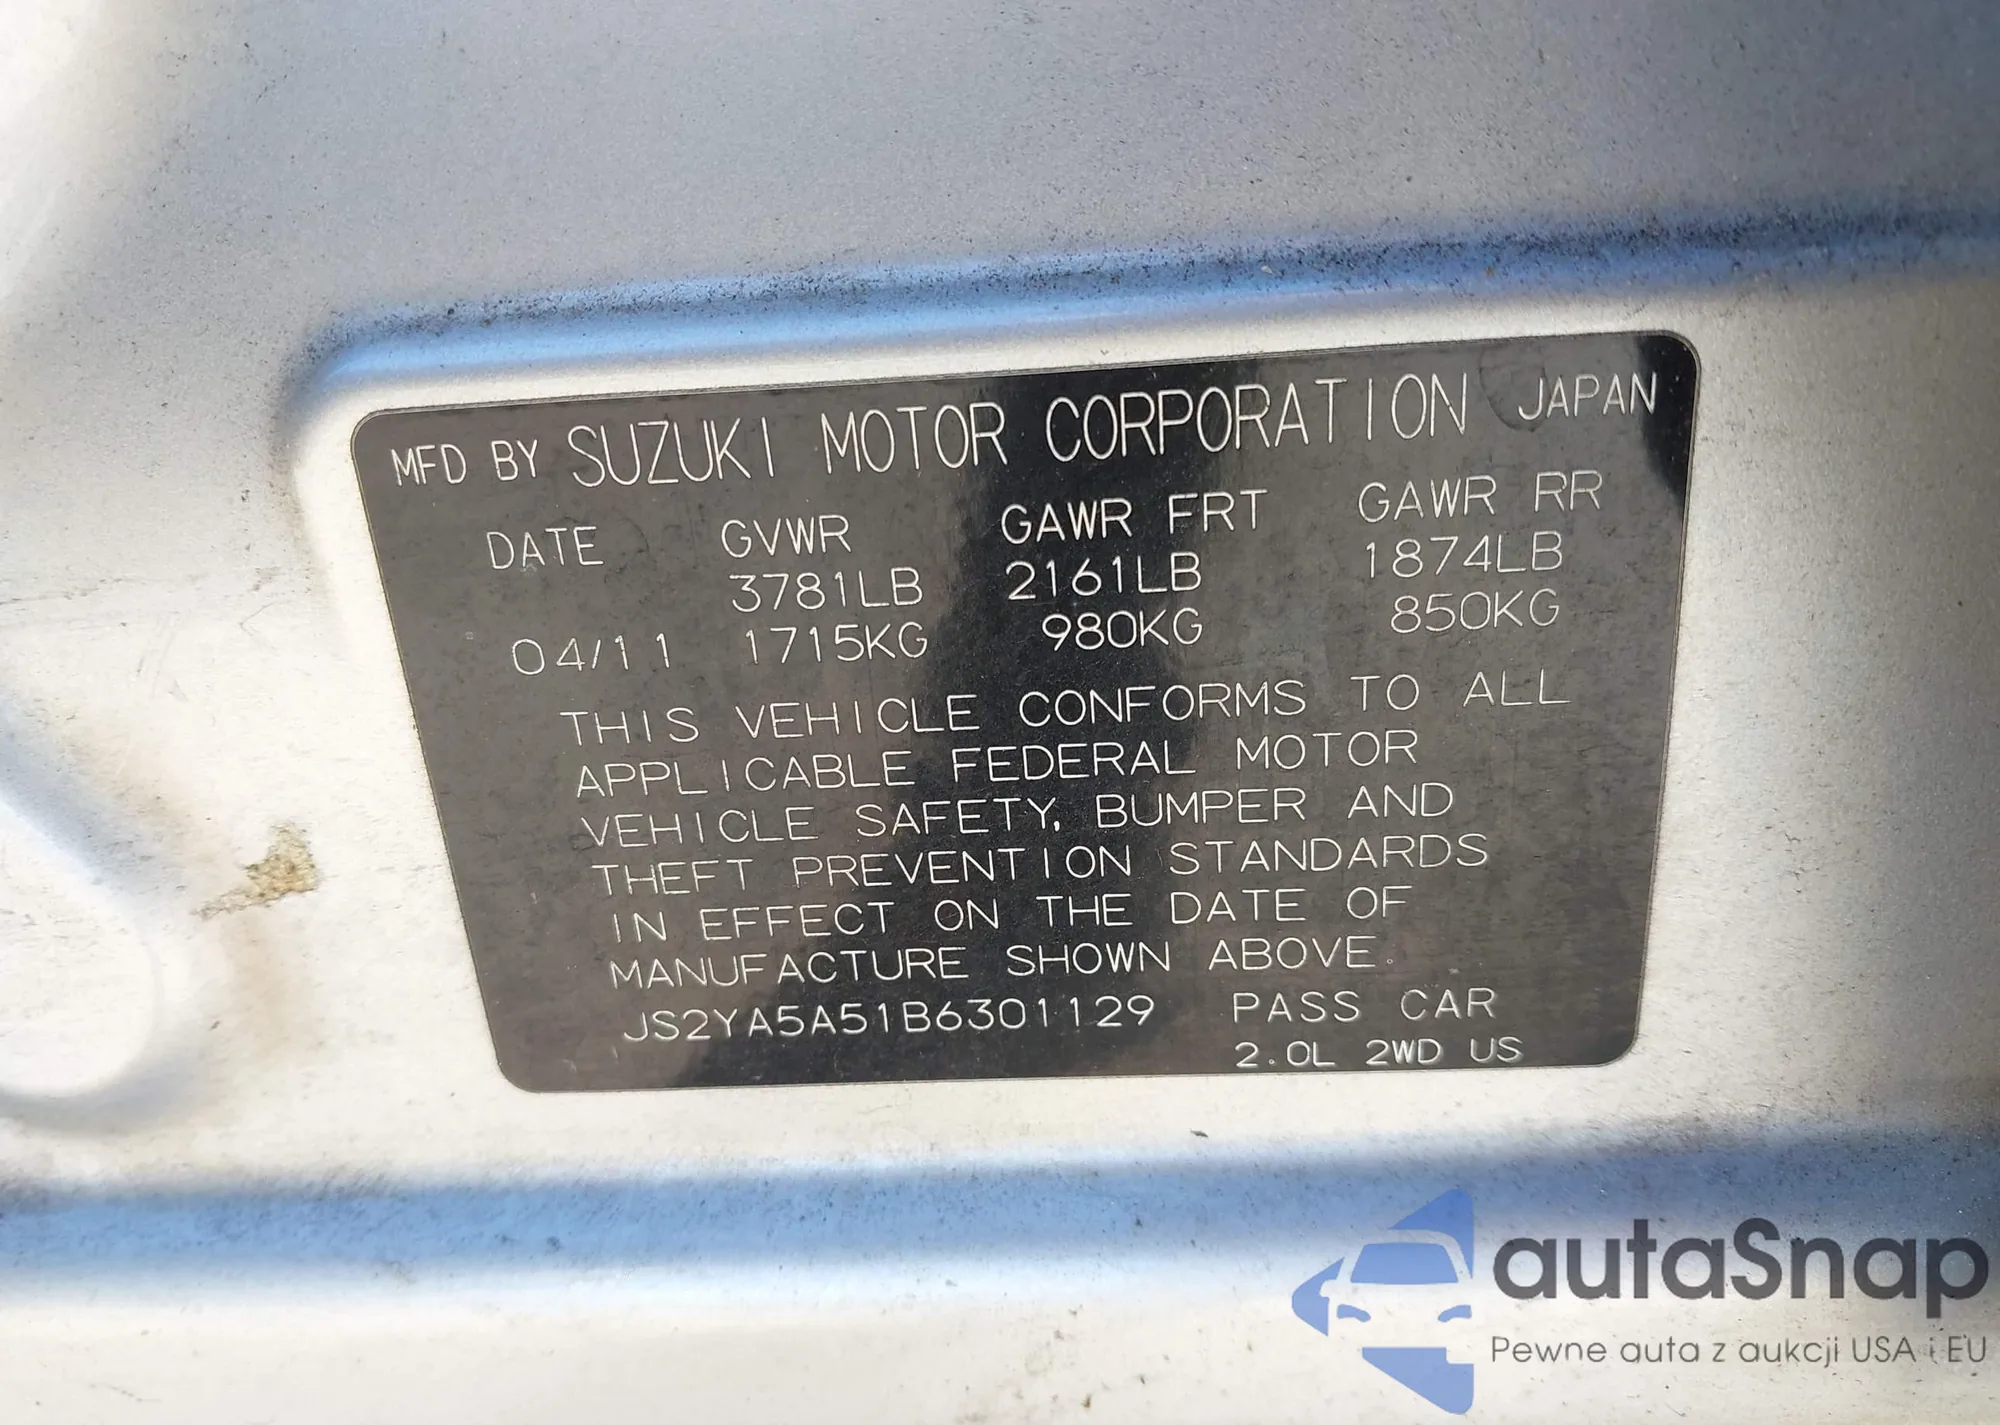 MFD BY SUZUKI MOTOR CORPORATION JAPAN
DATE GVWR GAWR FRT GAWR RR
3781LB 2161LB 1874LB
04/11 1715KG 980KG 850KG
THIS VEHICLE CONFORMS TO ALL
APPLICABLE FEDERAL MOTOR
VEHICLE SAFETY, BUMPER AND
THEFT PREVENTION STANDARDS
IN EFFECT ON THE DATE OF
MANUFACTURE SHOWN ABOVE.
JS2YA5A51B6301129 PASS CAR
2.0L 2WD US
autaSnap
Pewne auta z aukcji USA i EU